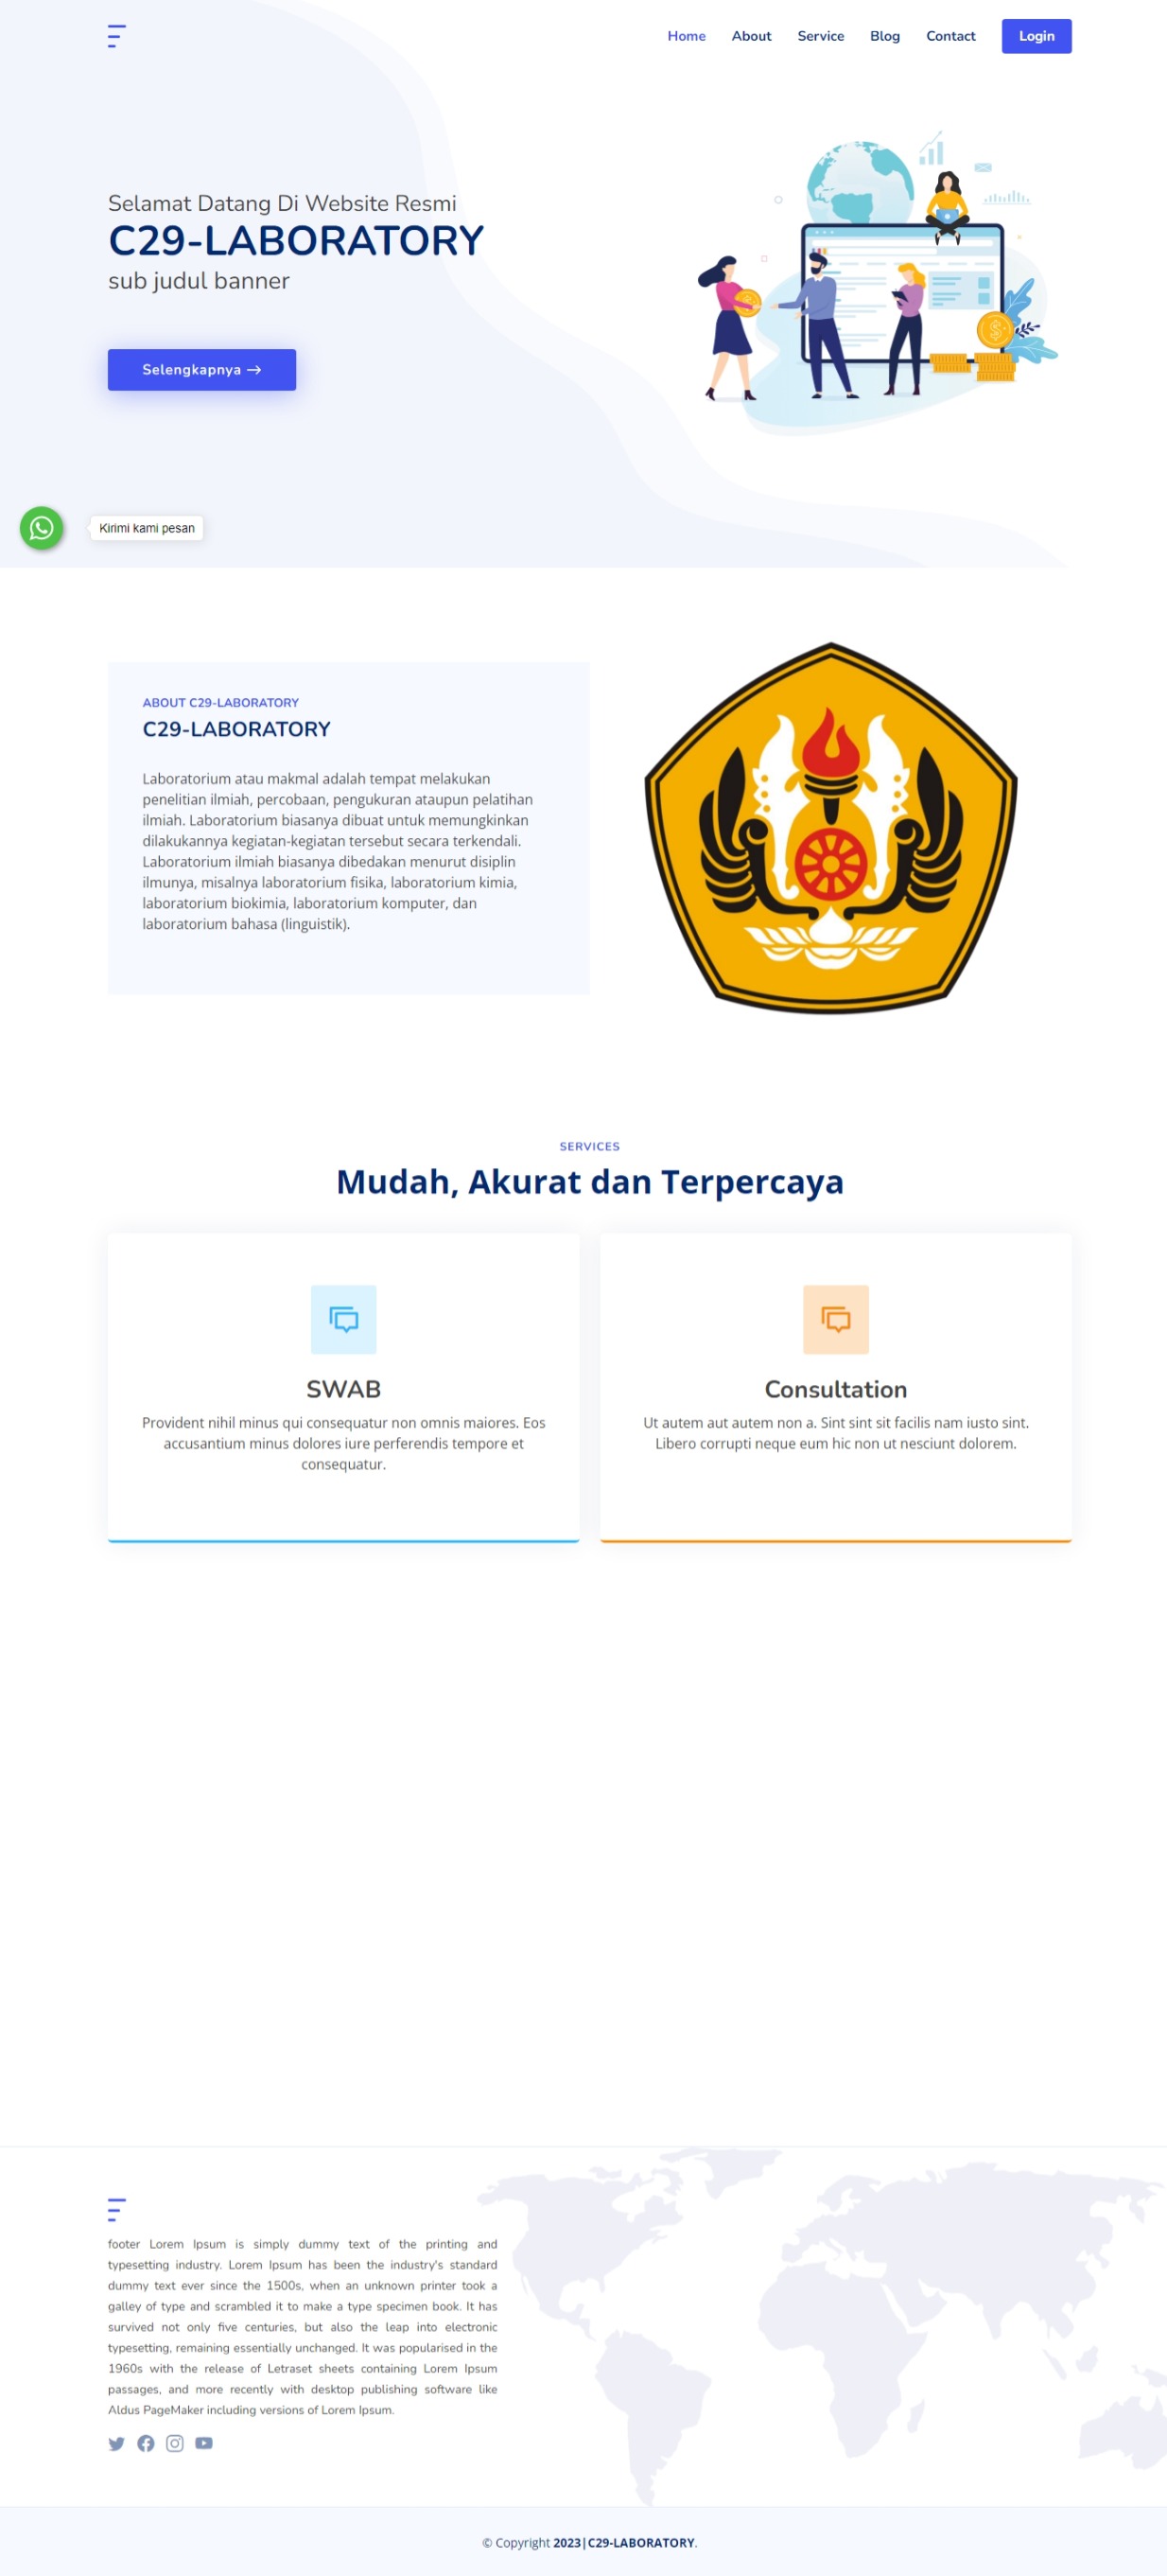 Home About Service Blog Contact Login
Selamat Datang Di Website Resmi
C29-LABORATORY
sub judul banner
Selengkapnya →
Kirimi kami pesan
ABOUT C29-LABORATORY
C29-LABORATORY
Laboratorium atau makmal adalah tempat melakukan
penelitian ilmiah, percobaan, pengukuran ataupun pelatihan
ilmiah. Laboratorium biasanya dibuat untuk memungkinkan
dilakukannya kegiatan-kegiatan tersebut secara terkendali.
Laboratorium ilmiah biasanya dibedakan menurut disiplin
ilmunya, misalnya laboratorium fisika, laboratorium kimia,
laboratorium biokimia, laboratorium komputer, dan
laboratorium bahasa (linguistik).
SERVICES
Mudah, Akurat dan Terpercaya
SWAB
Provident nihil minus qui consequatur non omnis maiores. Eos
accusantium minus dolores iure perferendis tempore et
consequatur.
Consultation
Ut autem aut autem non a. Sint sint sit facilis nam iusto sint.
Libero corrupti neque eum hic non ut nesciunt dolorem.
footer Lorem Ipsum is simply dummy text of the printing and
typesetting industry. Lorem Ipsum has been the industry's standard
dummy text ever since the 1500s, when an unknown printer took a
galley of type and scrambled it to make a type specimen book. It has
survived not only five centuries, but also the leap into electronic
typesetting, remaining essentially unchanged. It was popularised in the
1960s with the release of Letraset sheets containing Lorem Ipsum
passages, and more recently with desktop publishing software like
Aldus PageMaker including versions of Lorem Ipsum.
© Copyright 2023|C29-LABORATORY.